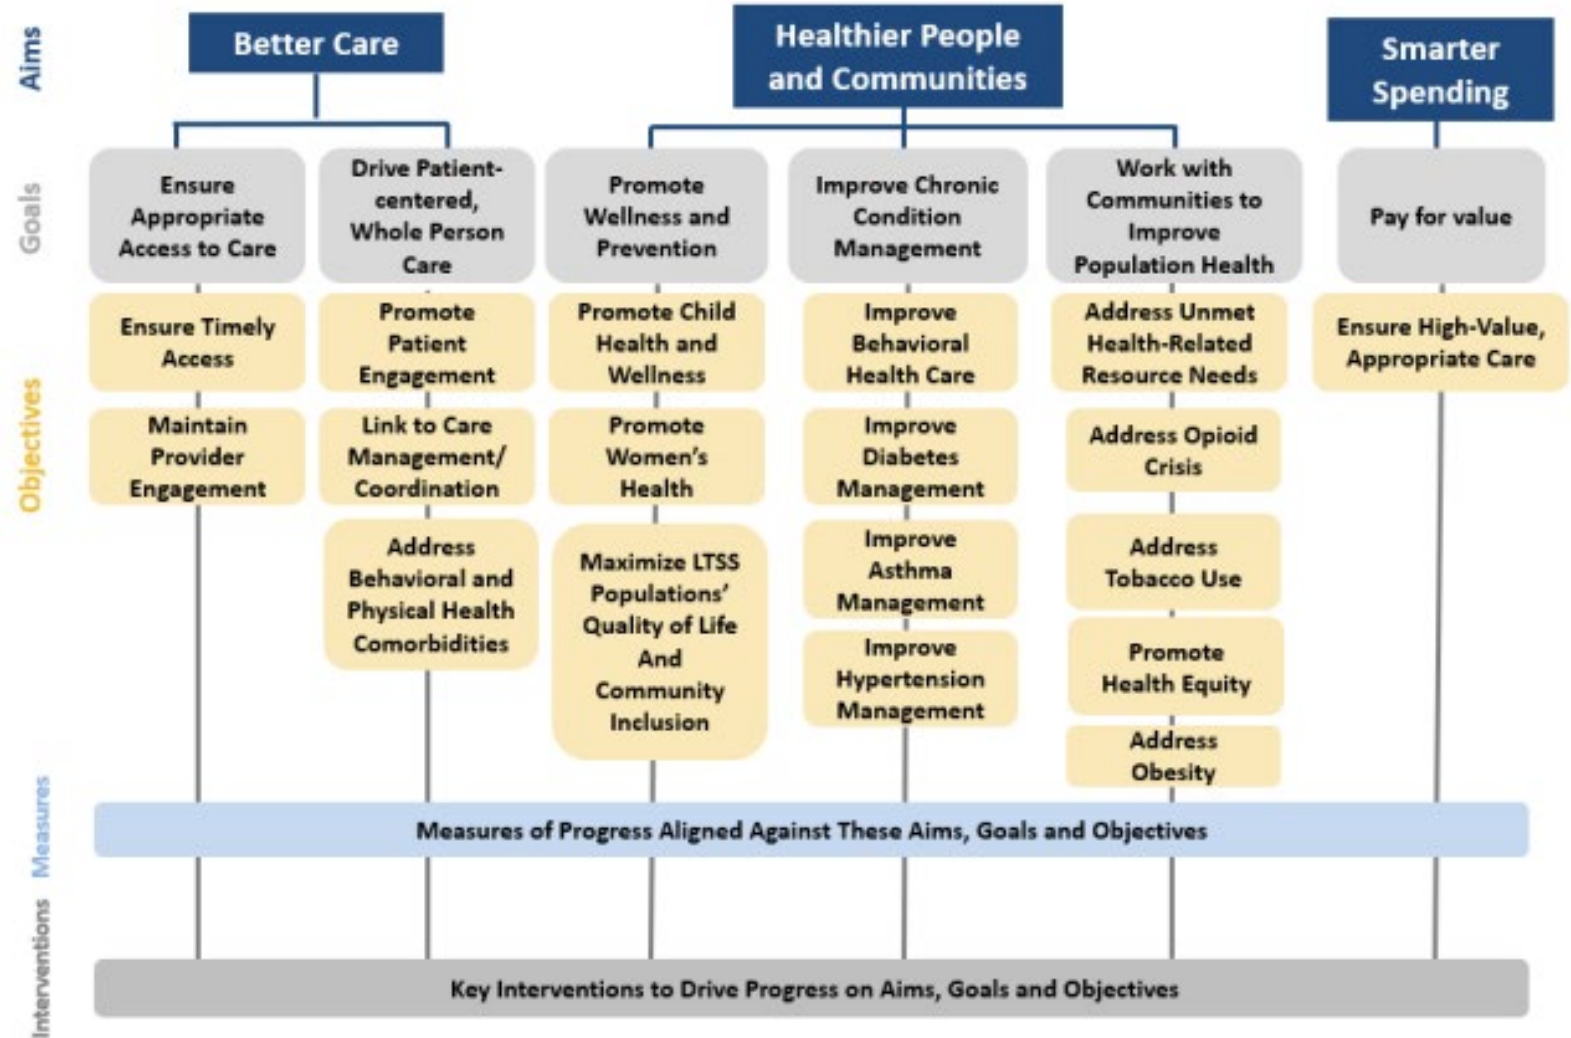 Aims
Better Care
Healthier People
and Communities
Smarter
Spending
Goals
Ensure
Appropriate
Access to Care
Drive Patient-
centered,
Whole Person
Care
Promote
Wellness and
Prevention
Improve Chronic
Condition
Management
Work with
Communities to
Improve
Population Health
Pay for value
Objectives
Ensure Timely
Access
Maintain
Provider
Engagement
Promote
Patient
Engagement
Link to Care
Management/
Coordination
Address
Behavioral and
Physical Health
Comorbidities
Promote Child
Health and
Wellness
Promote
Women's
Health
Maximize LTSS
Populations'
Quality of Life
And
Community
Inclusion
Improve
Behavioral
Health Care
Improve
Diabetes
Management
Improve
Asthma
Management
Improve
Hypertension
Management
Address Unmet
Health-Related
Resource Needs
Address Opioid
Crisis
Address
Tobacco Use
Promote
Health Equity
Address
Obesity
Ensure High-Value,
Appropriate Care
Measures
Measures of Progress Aligned Against These Aims, Goals and Objectives
Interventions
Key Interventions to Drive Progress on Aims, Goals and Objectives